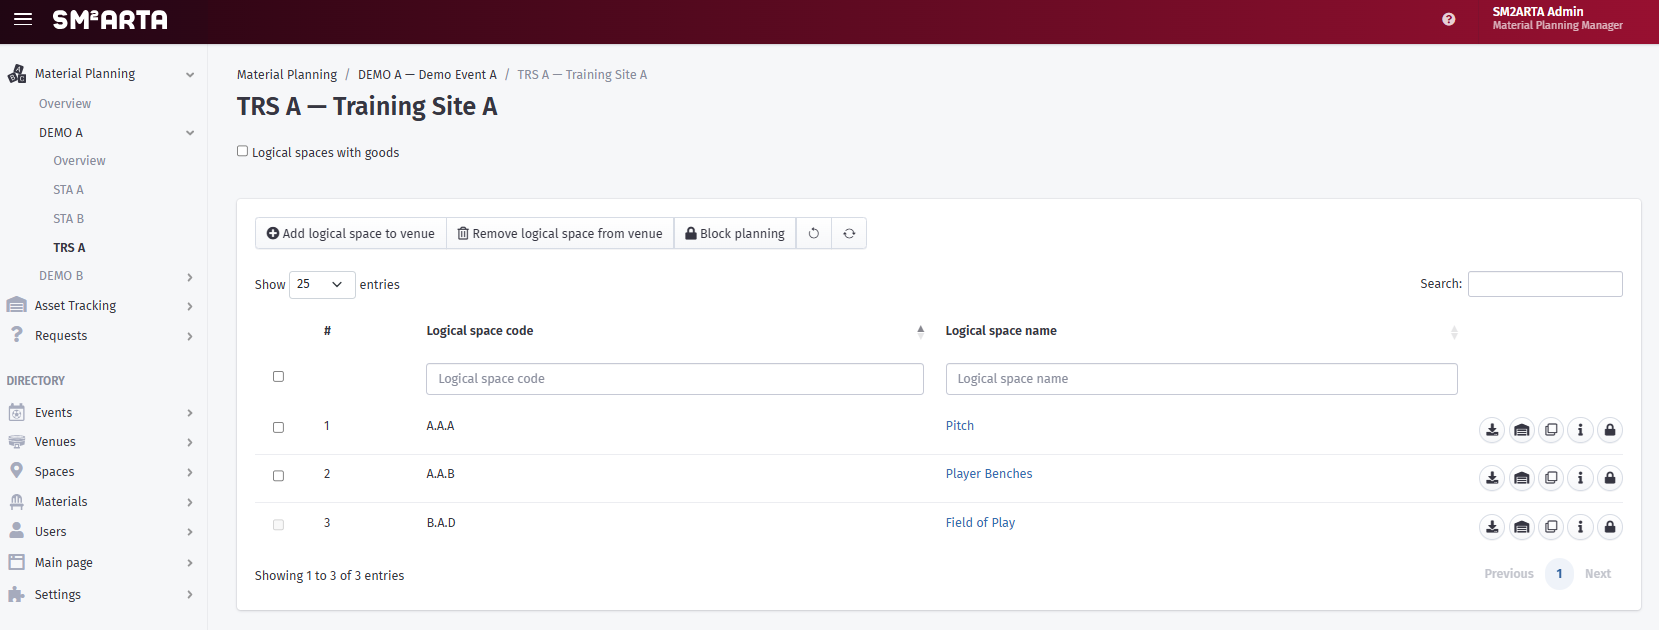 SM²ARTA
SM2ARTA Admin
Material Planning Manager
Material Planning
Overview
DEMO A
Overview
STA A
STA B
TRS A
DEMO B
Asset Tracking
Requests
DIRECTORY
Events
Venues
Spaces
Materials
Users
Main page
Settings
Material Planning / DEMO A — Demo Event A / TRS A — Training Site A
TRS A — Training Site A
Logical spaces with goods
Add logical space to venue Remove logical space from venue Block planning
Show 25 entries Search:
# Logical space code Logical space name
Logical space code Logical space name
1 A.A.A Pitch
2 A.A.B Player Benches
3 B.A.D Field of Play
Showing 1 to 3 of 3 entries Previous 1 Next